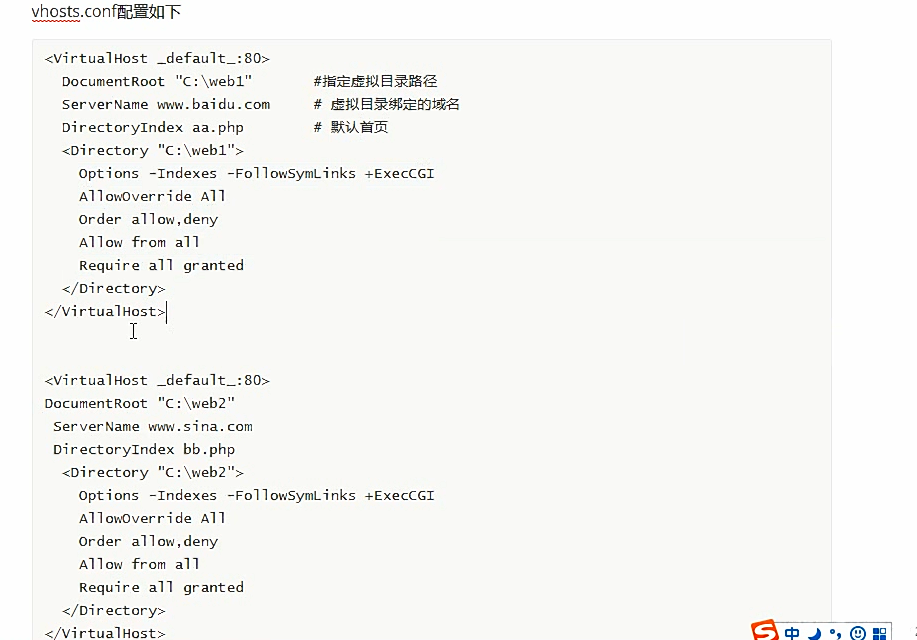 vhosts.conf配置如下
<VirtualHost _default_:80>
  DocumentRoot "C:\web1"       #指定虚拟目录路径
  ServerName www.baidu.com     # 虚拟目录绑定的域名
  DirectoryIndex aa.php        # 默认首页
  <Directory "C:\web1">
    Options -Indexes -FollowSymLinks +ExecCGI
    AllowOverride All
    Order allow,deny
    Allow from all
    Require all granted
  </Directory>
</VirtualHost>
<VirtualHost _default_:80>
DocumentRoot "C:\web2"
 ServerName www.sina.com
 DirectoryIndex bb.php
  <Directory "C:\web2">
    Options -Indexes -FollowSymLinks +ExecCGI
    AllowOverride All
    Order allow,deny
    Allow from all
    Require all granted
  </Directory>
</VirtualHost>
S 中